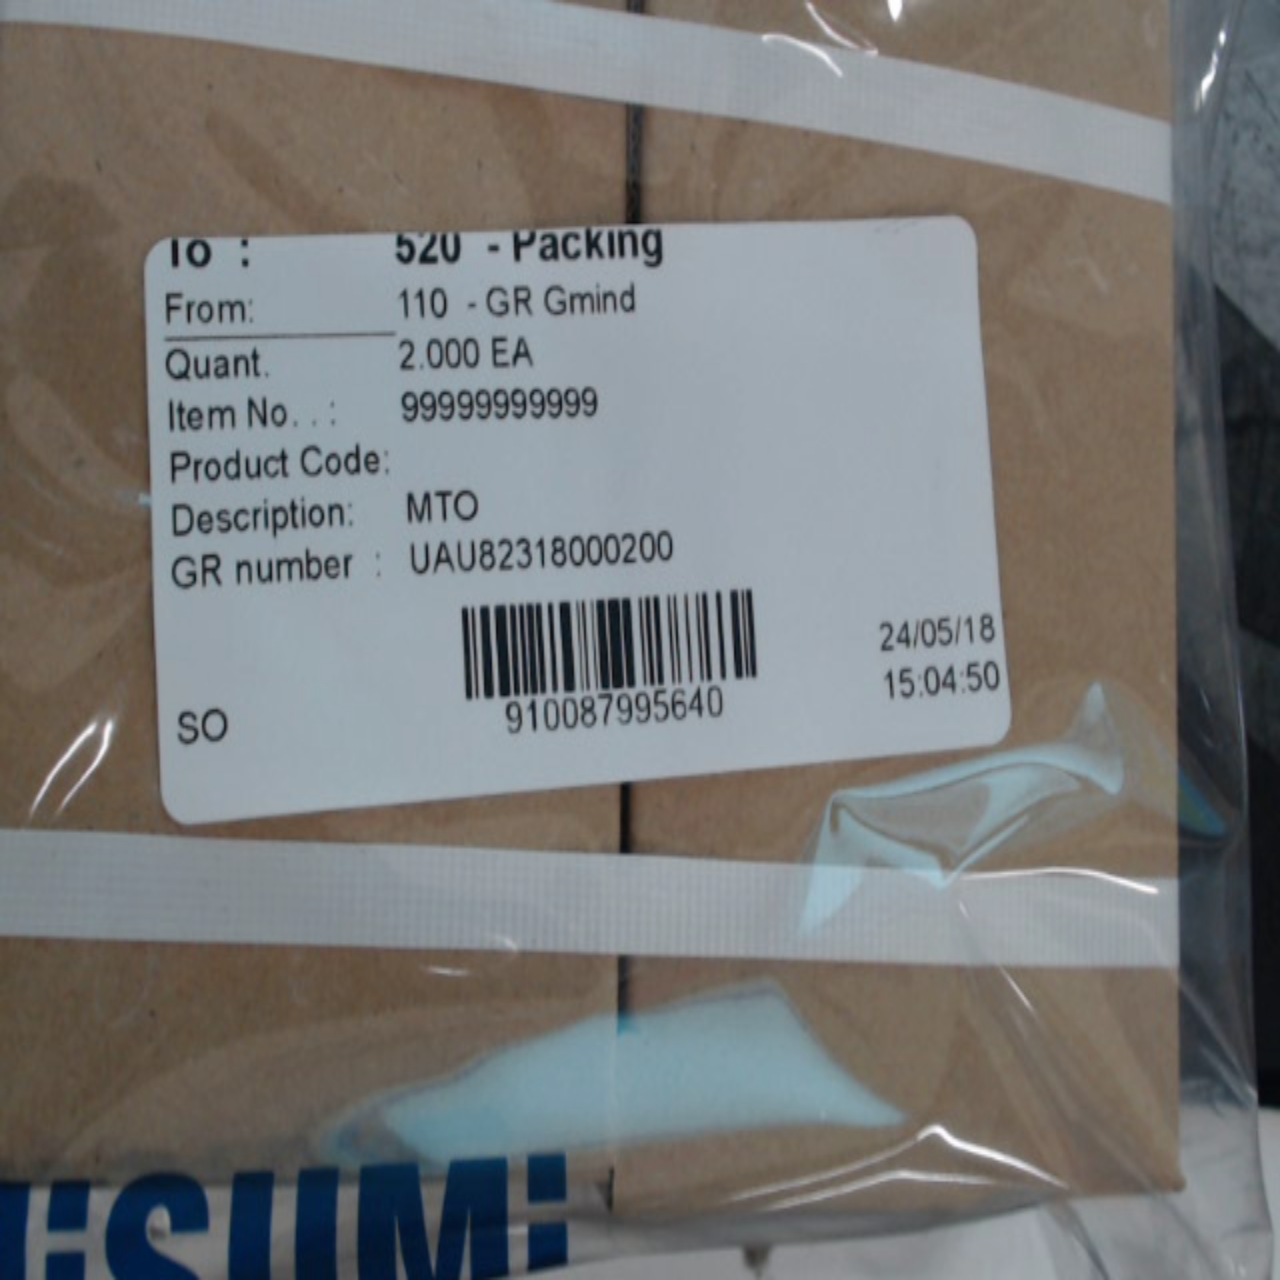 To : 520 - Packing
From: 110 - GR Gmind
Quant. 2.000 EA
Item No. . : 99999999999
Product Code:
Description: MTO
GR number : UAU82318000200
24/05/18
15:04:50
910087995640
SO